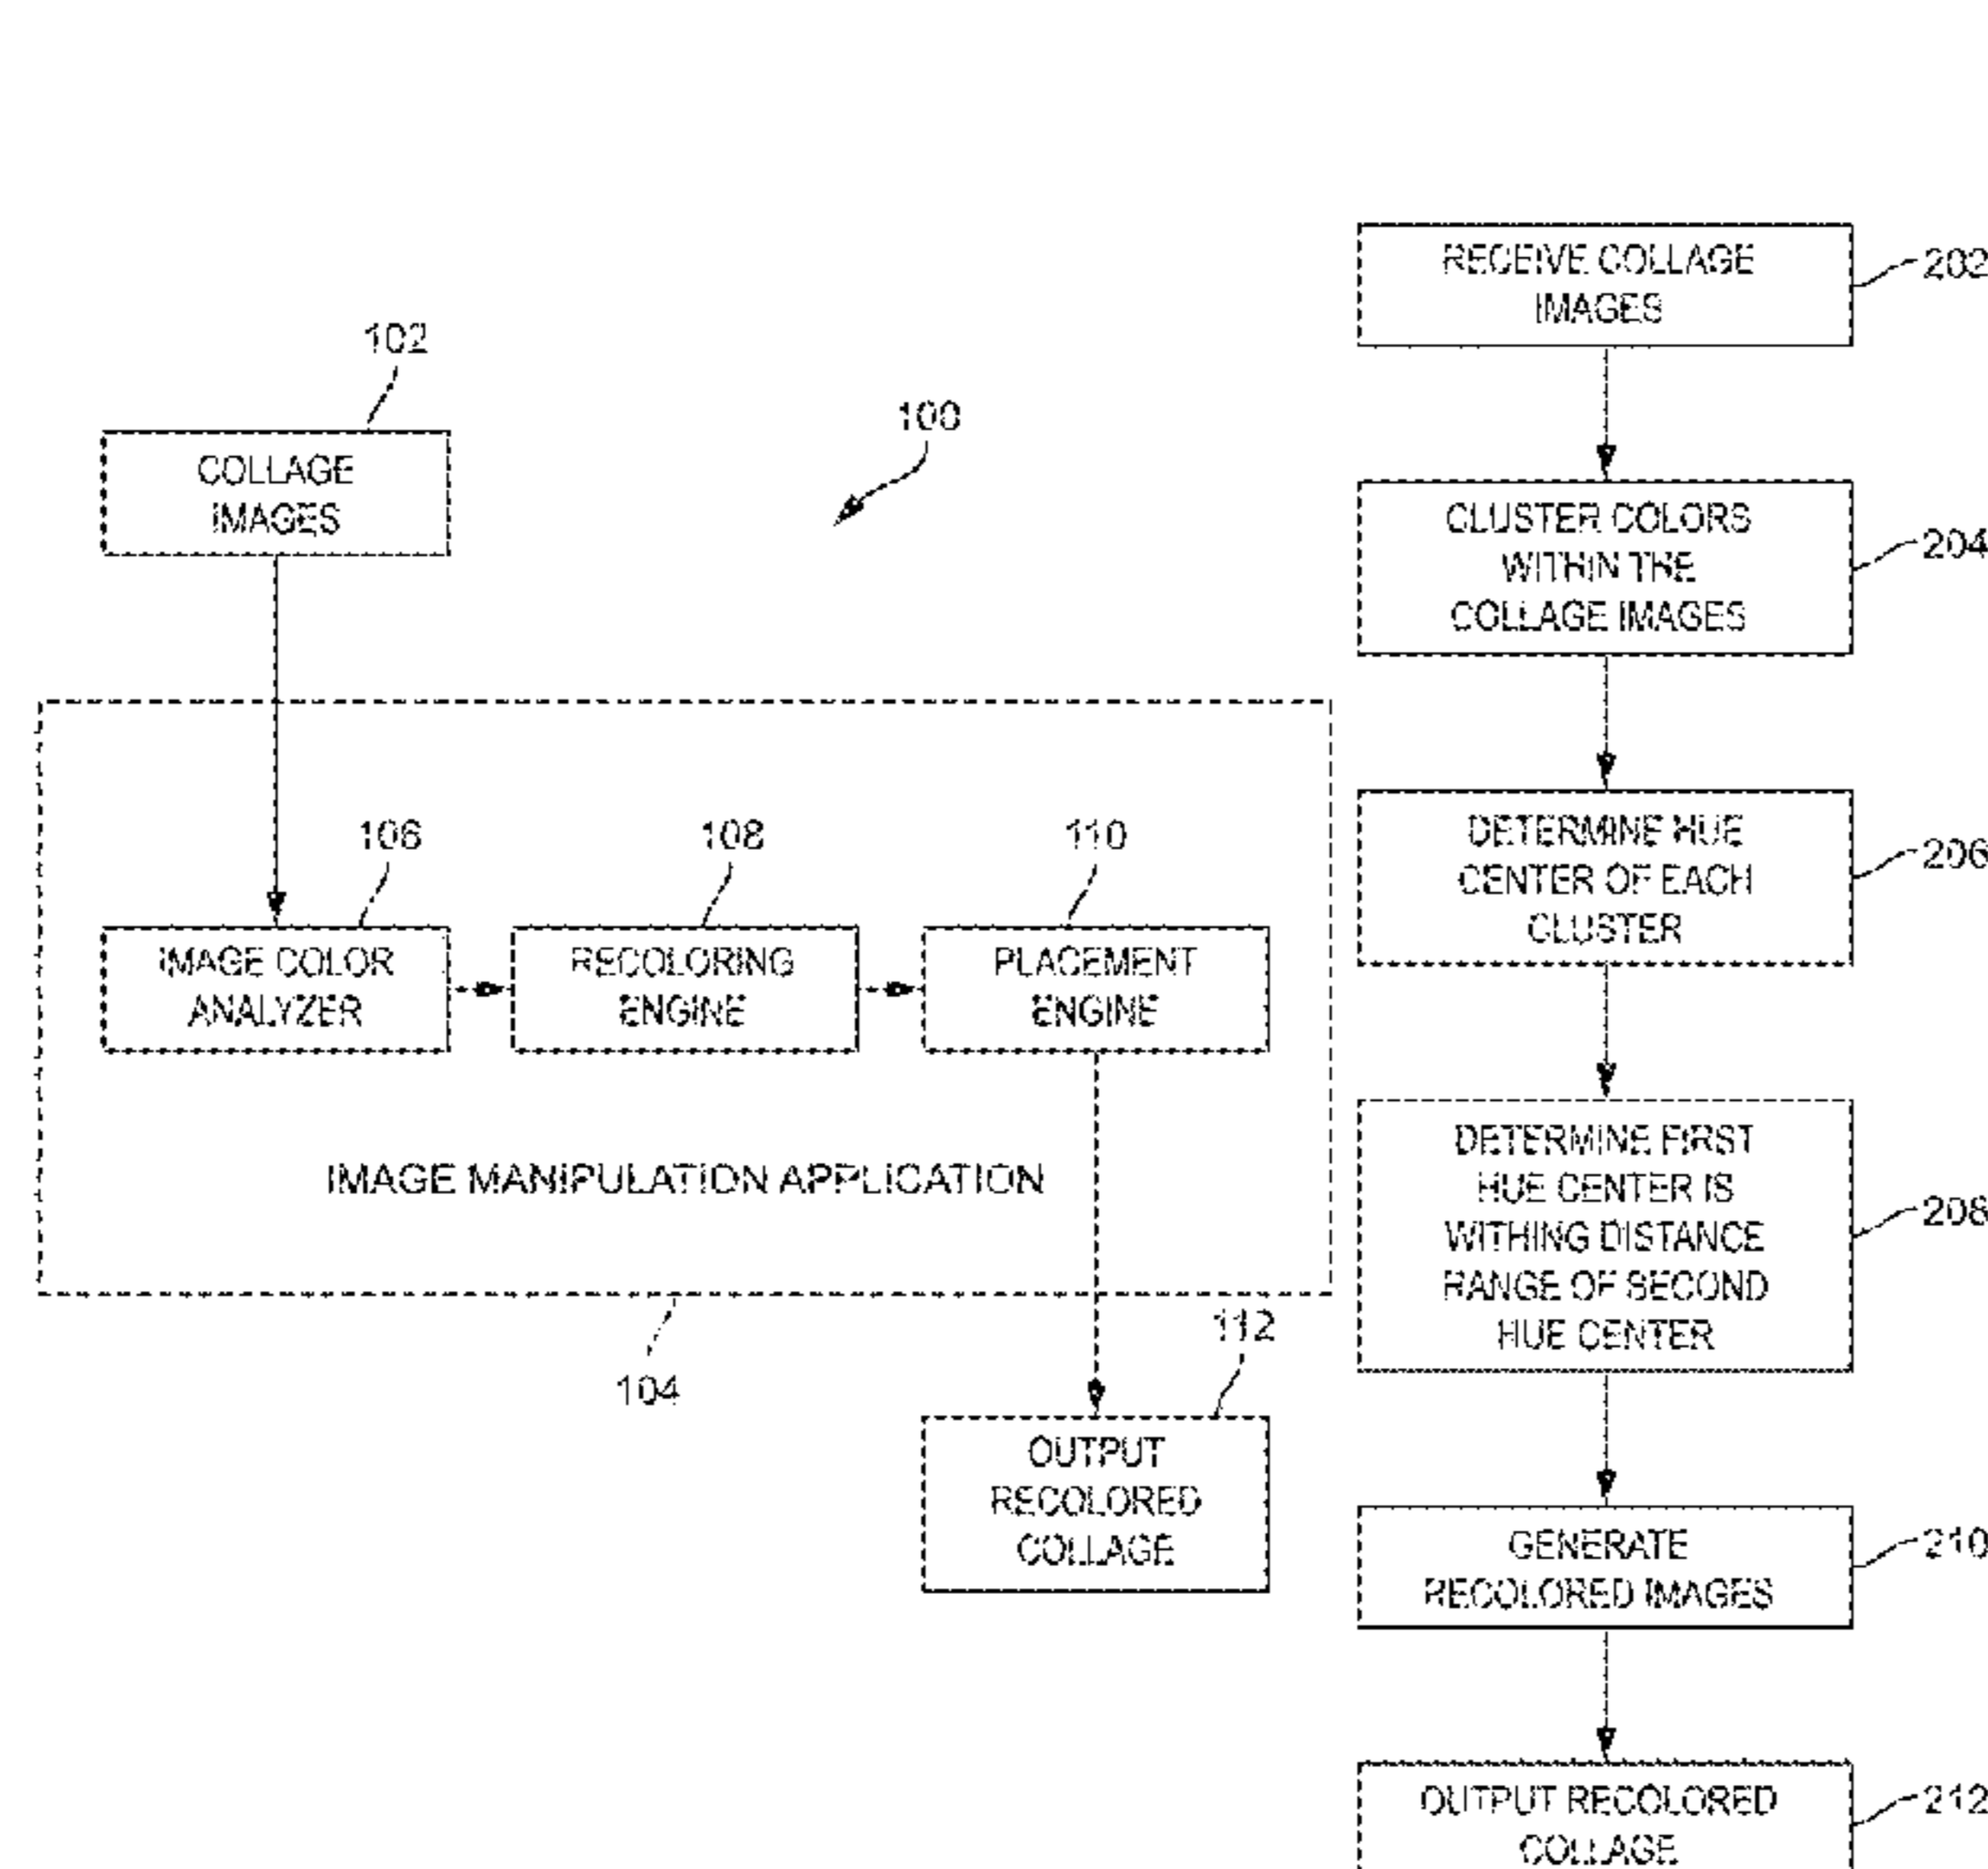 102
COLLAGE
IMAGES
100
106
108
110
IMAGE COLOR
ANALYZER
RECOLORING
ENGINE
PLACEMENT
ENGINE
IMAGE MANIPULATION APPLICATION
104
112
OUTPUT
RECOLORED
COLLAGE
RECEIVE COLLAGE
IMAGES
202
CLUSTER COLORS
WITHIN THE
COLLAGE IMAGES
204
DETERMINE HUE
CENTER OF EACH
CLUSTER
206
DETERMINE FIRST
HUE CENTER IS
WITHING DISTANCE
RANGE OF SECOND
HUE CENTER
208
GENERATE
RECOLORED IMAGES
210
OUTPUT RECOLORED
COLLAGE
212